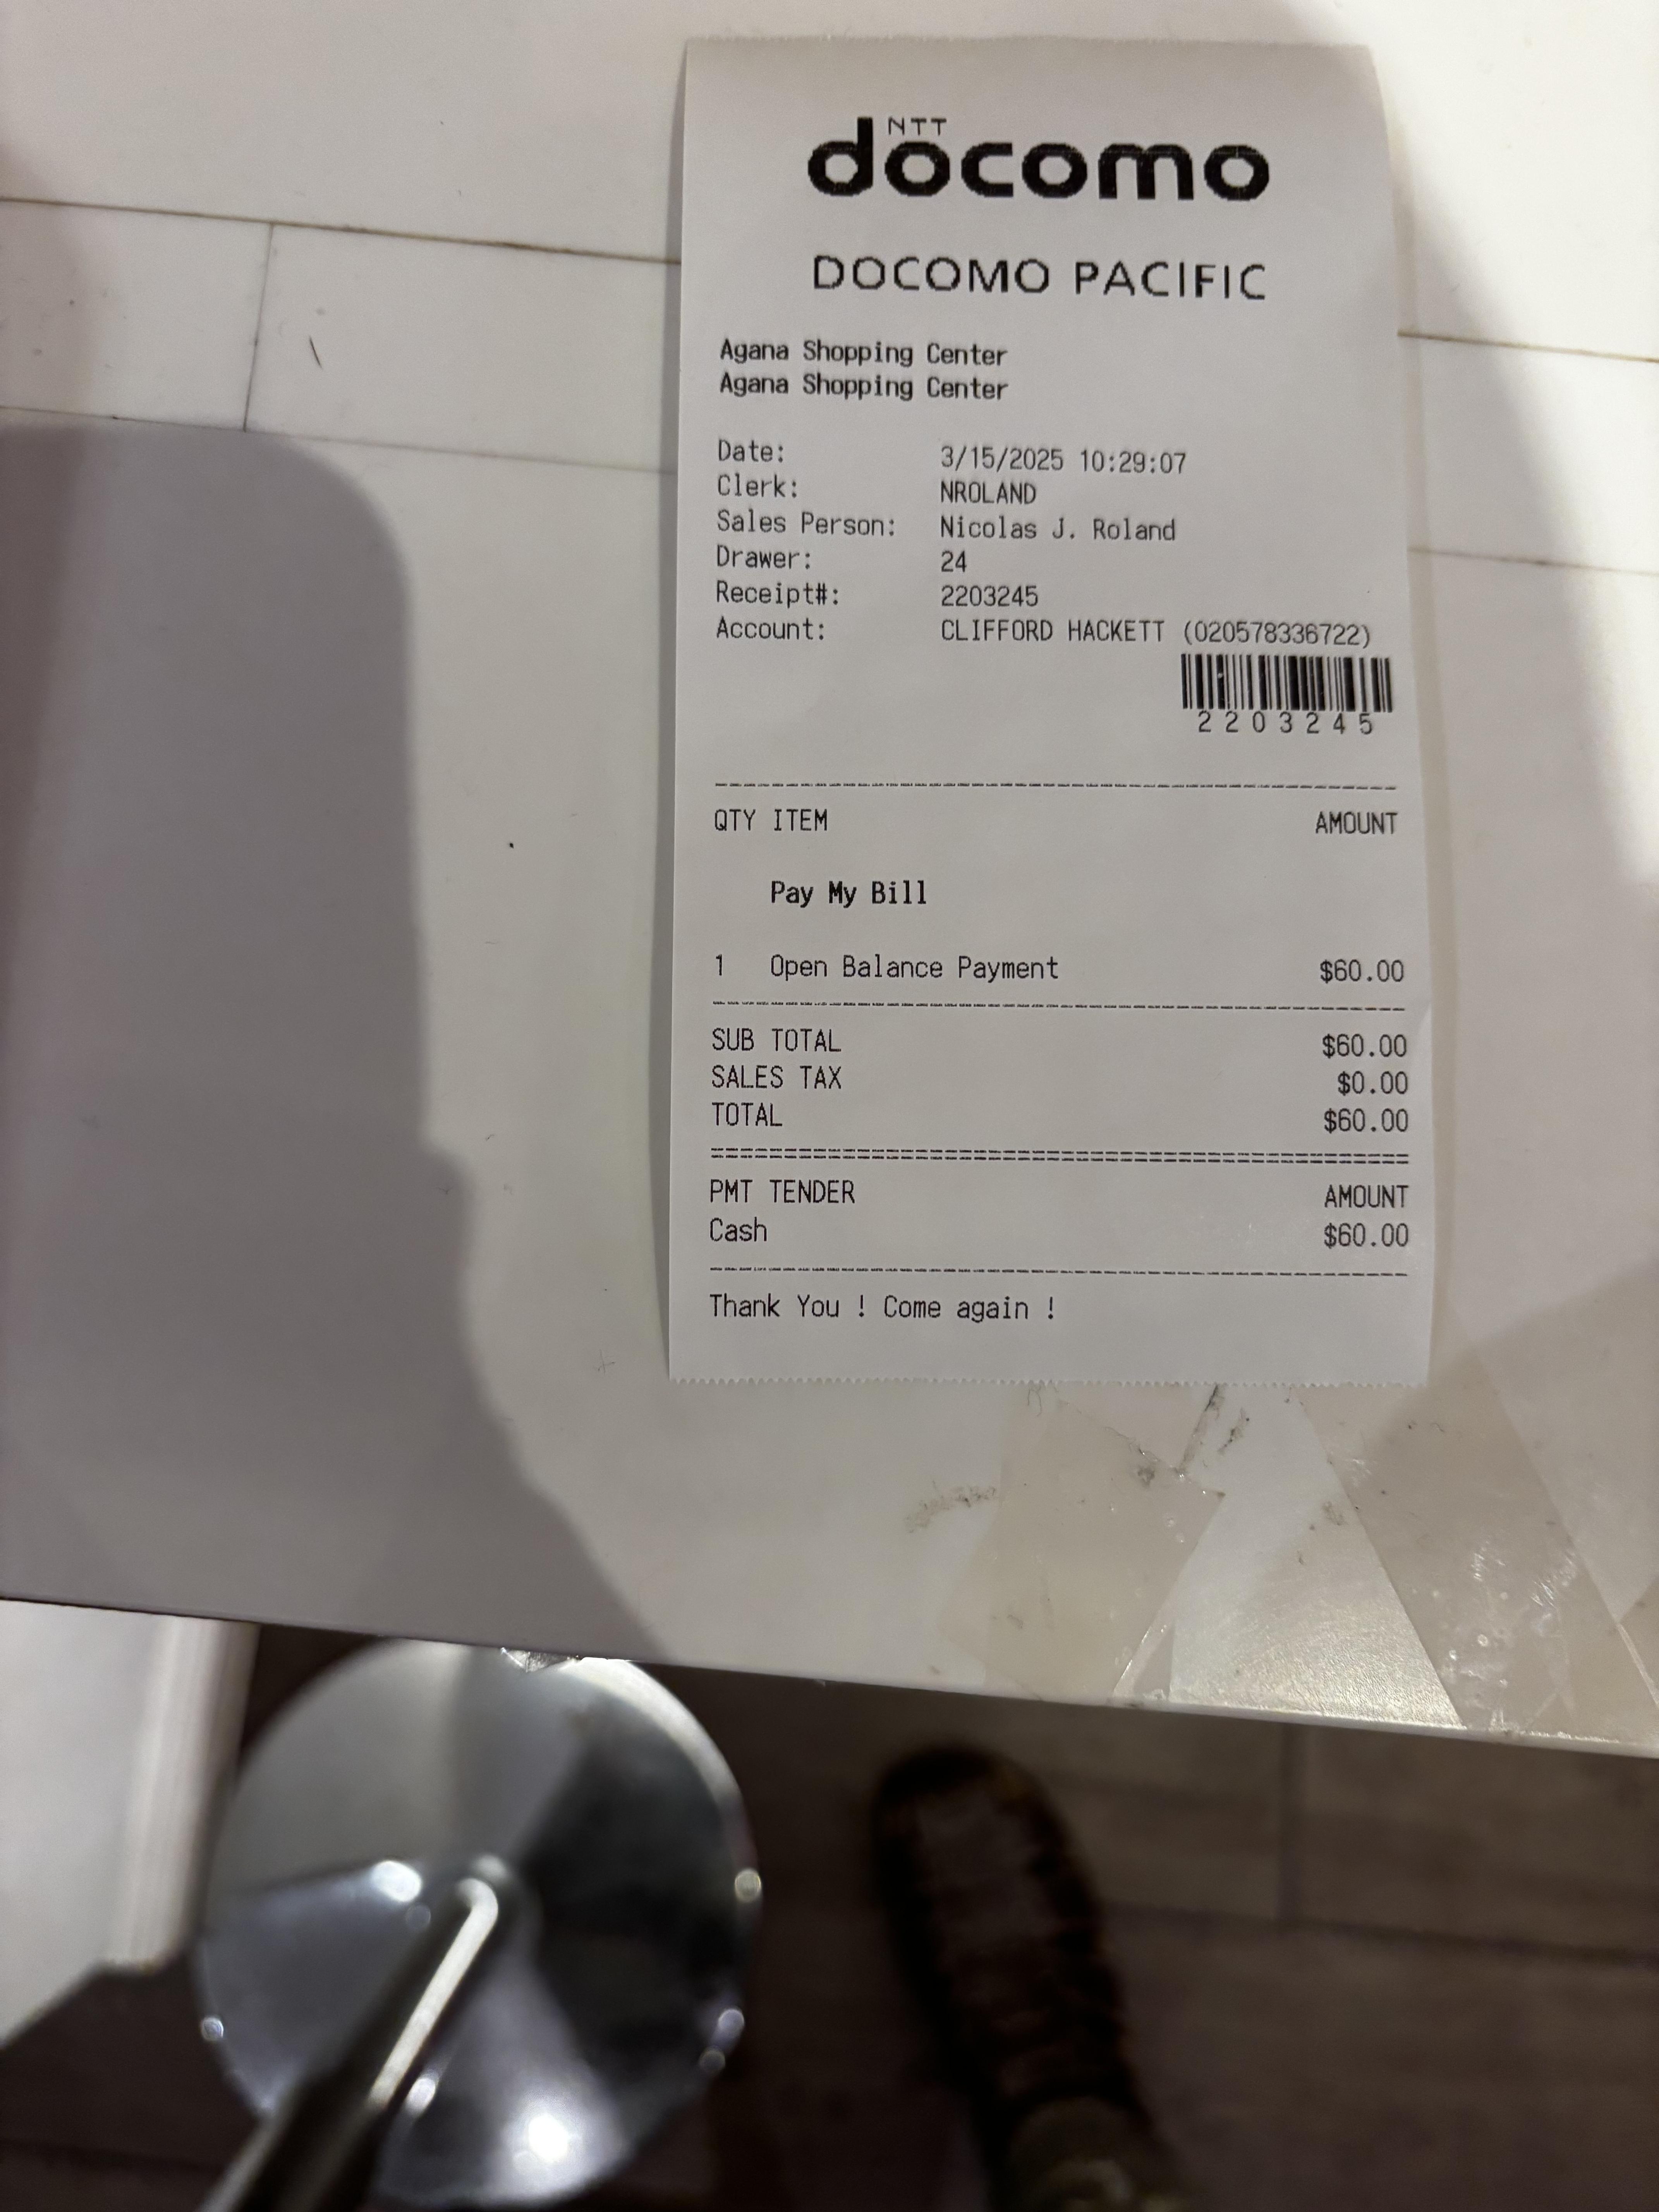 NTT
docomo
DOCOMO PACIFIC
Agana Shopping Center
Agana Shopping Center
Date: 3/15/2025 10:29:07
Clerk: NROLAND
Sales Person: Nicolas J. Roland
Drawer: 24
Receipt#: 2203245
Account: CLIFFORD HACKETT (020578336722)
2203245
QTY ITEM AMOUNT
Pay My Bill
1 Open Balance Payment $60.00
SUB TOTAL $60.00
SALES TAX $0.00
TOTAL $60.00
PMT TENDER AMOUNT
Cash $60.00
Thank You ! Come again !